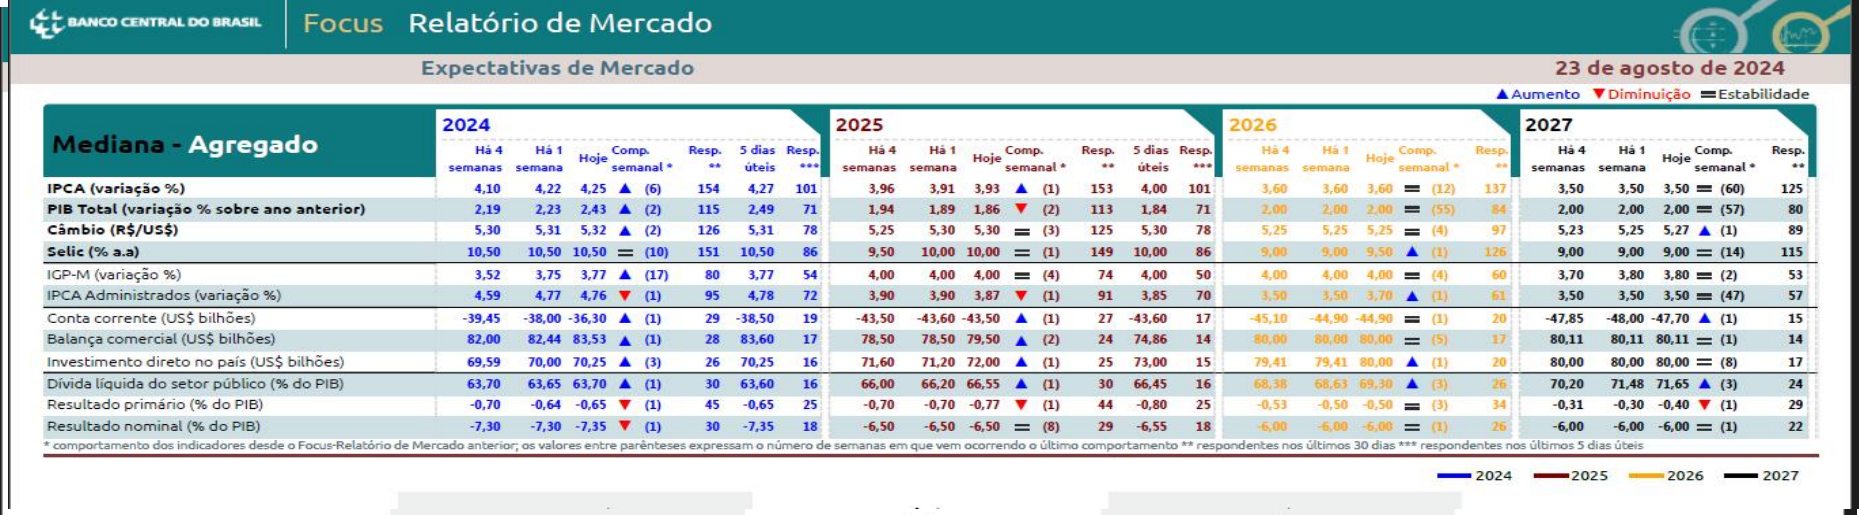 BANCO CENTRAL DO BRASIL Focus Relatório de Mercado
Expectativas de Mercado 23 de agosto de 2024
▲Aumento ▼Diminuição =Estabilidade
Mediana - Agregado 2024 2025 2026 2027
Há 4 semanas Há 1 semana Hoje Comp. semanal * Resp. ** 5 dias úteis Resp. *** Há 4 semanas Há 1 semana Hoje Comp. semanal * Resp. ** 5 dias úteis Resp. *** Há 4 semanas Há 1 semana Hoje Comp. semanal * Resp. ** Há 4 semanas Há 1 semana Hoje Comp. semanal * Resp. **
IPCA (variação %) 4,10 4,22 4,25 ▲ (6) 154 4,27 101 3,96 3,91 3,93 ▲ (1) 153 4,00 101 3,60 3,60 3,60 = (12) 137 3,50 3,50 3,50 = (60) 125
PIB Total (variação % sobre ano anterior) 2,19 2,23 2,43 ▲ (2) 115 2,49 71 1,94 1,89 1,86 ▼ (2) 113 1,84 71 2,00 2,00 2,00 = (55) 84 2,00 2,00 2,00 = (57) 80
Câmbio (R$/US$) 5,30 5,31 5,32 ▲ (2) 126 5,31 78 5,25 5,30 5,30 = (3) 125 5,30 78 5,25 5,25 5,25 = (4) 97 5,23 5,25 5,27 ▲ (1) 89
Selic (% a.a) 10,50 10,50 10,50 = (10) 151 10,50 86 9,50 10,00 10,00 = (1) 149 10,00 86 9,00 9,00 9,50 ▲ (1) 126 9,00 9,00 9,00 = (14) 115
IGP-M (variação %) 3,52 3,75 3,77 ▲ (17) 80 3,77 54 4,00 4,00 4,00 = (4) 74 4,00 50 4,00 4,00 4,00 = (4) 60 3,70 3,80 3,80 = (2) 53
IPCA Administrados (variação %) 4,59 4,77 4,76 ▼ (1) 95 4,78 72 3,90 3,90 3,87 ▼ (1) 91 3,85 70 3,50 3,50 3,70 ▲ (1) 61 3,50 3,50 3,50 = (47) 57
Conta corrente (US$ bilhões) -39,45 -38,00 -36,30 ▲ (1) 29 -38,50 19 -43,50 -43,60 -43,50 ▲ (1) 27 -43,60 17 -45,10 -44,90 -44,90 = (1) 20 -47,85 -48,00 -47,70 ▲ (1) 15
Balança comercial (US$ bilhões) 82,00 82,44 83,53 ▲ (1) 28 83,60 17 78,50 78,50 79,50 ▲ (2) 24 74,86 14 80,00 80,00 80,00 = (5) 17 80,11 80,11 80,11 = (1) 14
Investimento direto no país (US$ bilhões) 69,59 70,00 70,25 ▲ (3) 26 70,25 16 71,60 71,20 72,00 ▲ (1) 25 73,00 15 79,41 79,41 80,00 ▲ (1) 20 80,00 80,00 80,00 = (8) 17
Dívida líquida do setor público (% do PIB) 63,70 63,65 63,70 ▲ (1) 30 63,60 16 66,00 66,20 66,55 ▲ (1) 30 66,45 16 68,38 68,63 69,30 ▲ (3) 26 70,20 71,48 71,65 ▲ (3) 24
Resultado primário (% do PIB) -0,70 -0,64 -0,65 ▼ (1) 45 -0,65 25 -0,70 -0,70 -0,77 ▼ (1) 44 -0,80 25 -0,53 -0,50 -0,50 = (3) 34 -0,31 -0,30 -0,40 ▼ (1) 29
Resultado nominal (% do PIB) -7,30 -7,30 -7,35 ▼ (1) 30 -7,35 18 -6,50 -6,50 -6,50 = (8) 29 -6,55 18 -6,00 -6,00 -6,00 = (1) 26 -6,00 -6,00 -6,00 = (1) 22
* comportamento dos indicadores desde o Focus-Relatório de Mercado anterior; os valores entre parênteses expressam o número de semanas em que vem ocorrendo o último comportamento ** respondentes nos últimos 30 dias *** respondentes nos últimos 5 dias úteis
2024 2025 2026 2027